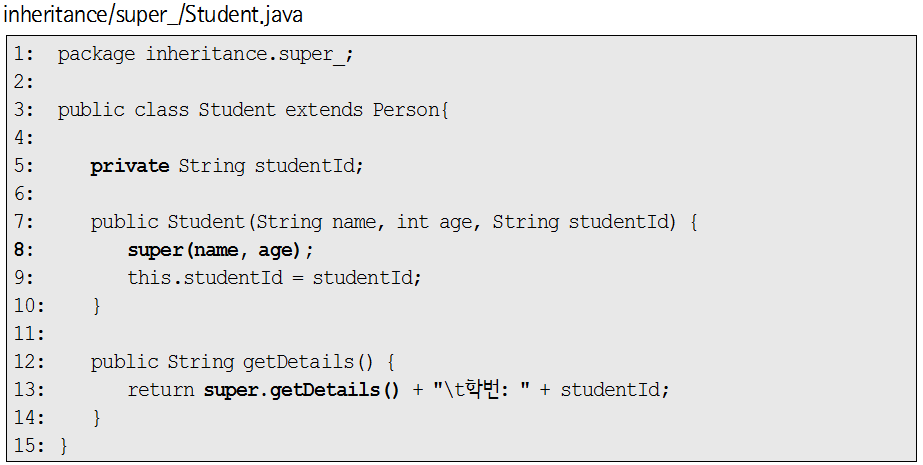 inheritance/super_/Student.java
1: package inheritance.super_;
2:
3: public class Student extends Person{
4:
5: private String studentId;
6:
7: public Student(String name, int age, String studentId) {
8: super(name, age);
9: this.studentId = studentId;
10: }
11:
12: public String getDetails() {
13: return super.getDetails() + "\t학번: " + studentId;
14: }
15: }